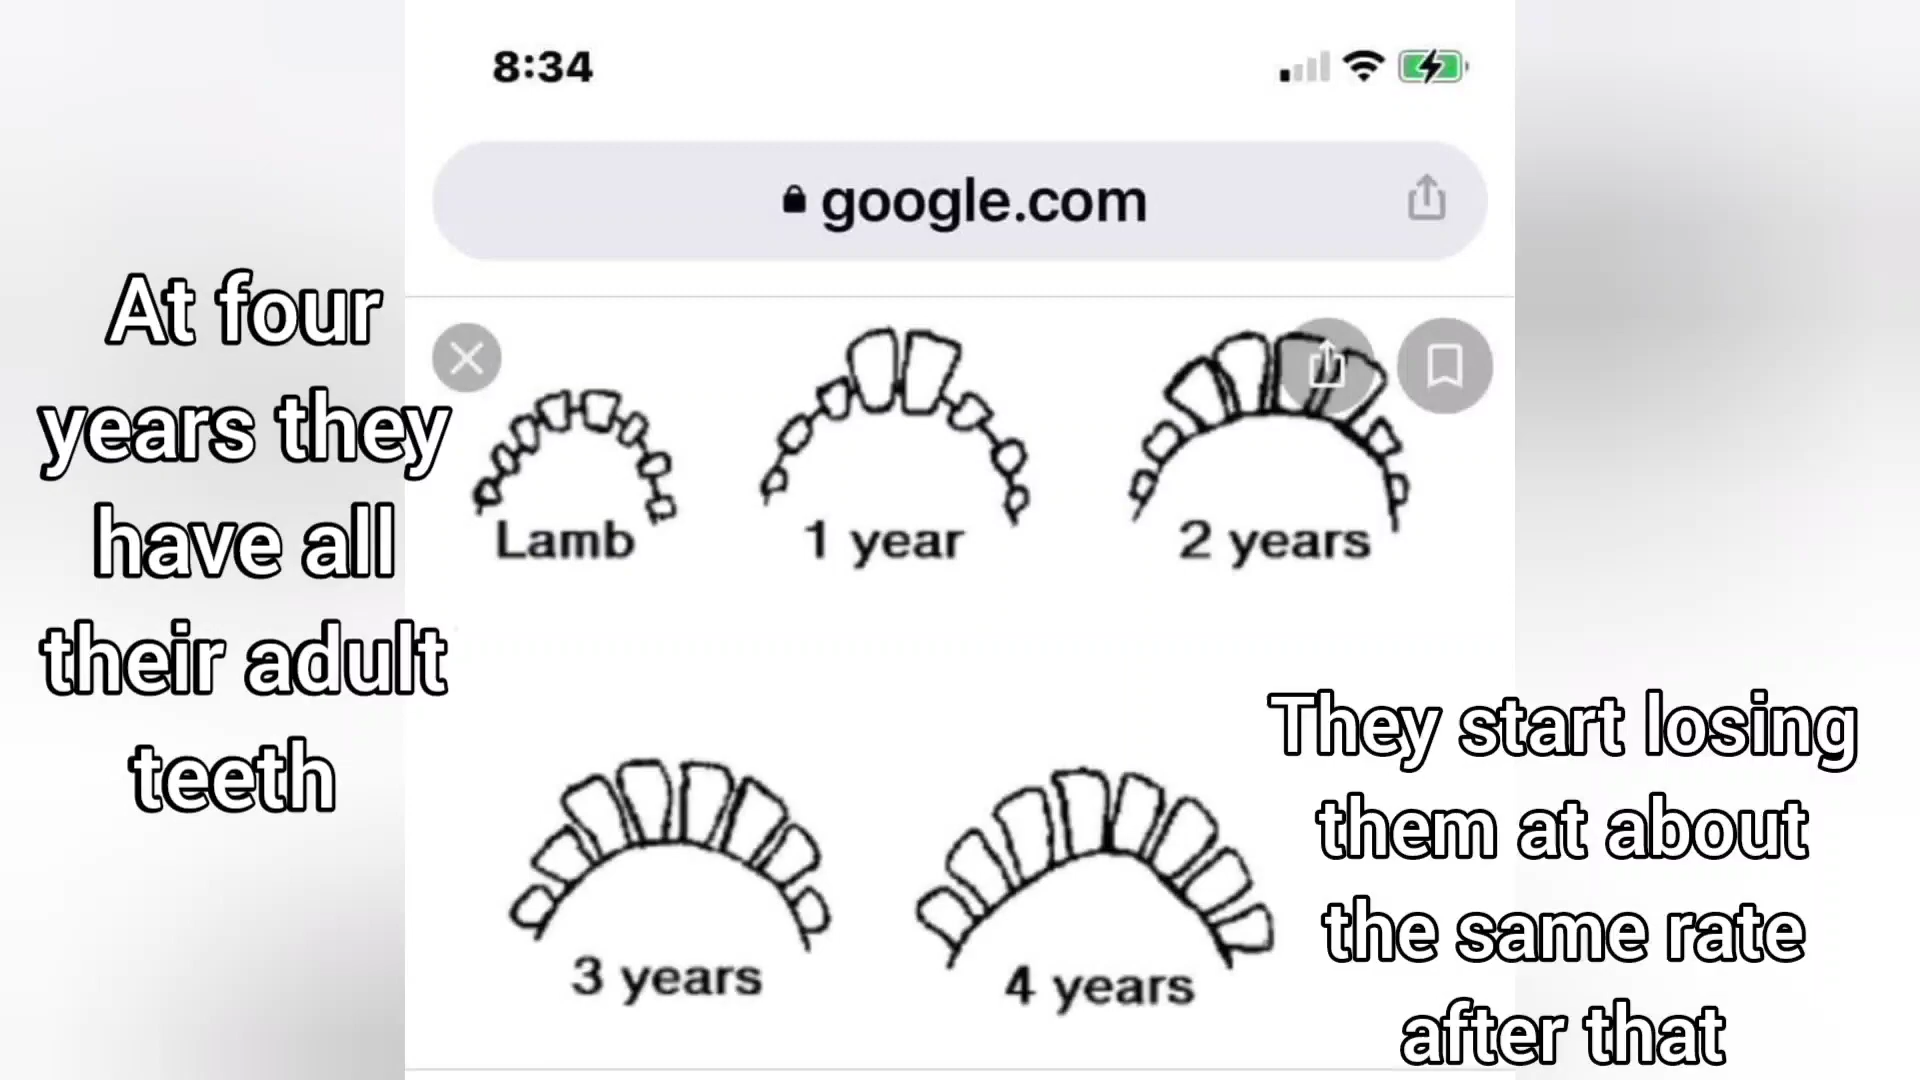 8:34
google.com
At four
years they
have all
their adult
teeth
Lamb
1 year
2 years
3 years
4 years
They start losing
them at about
the same rate
after that